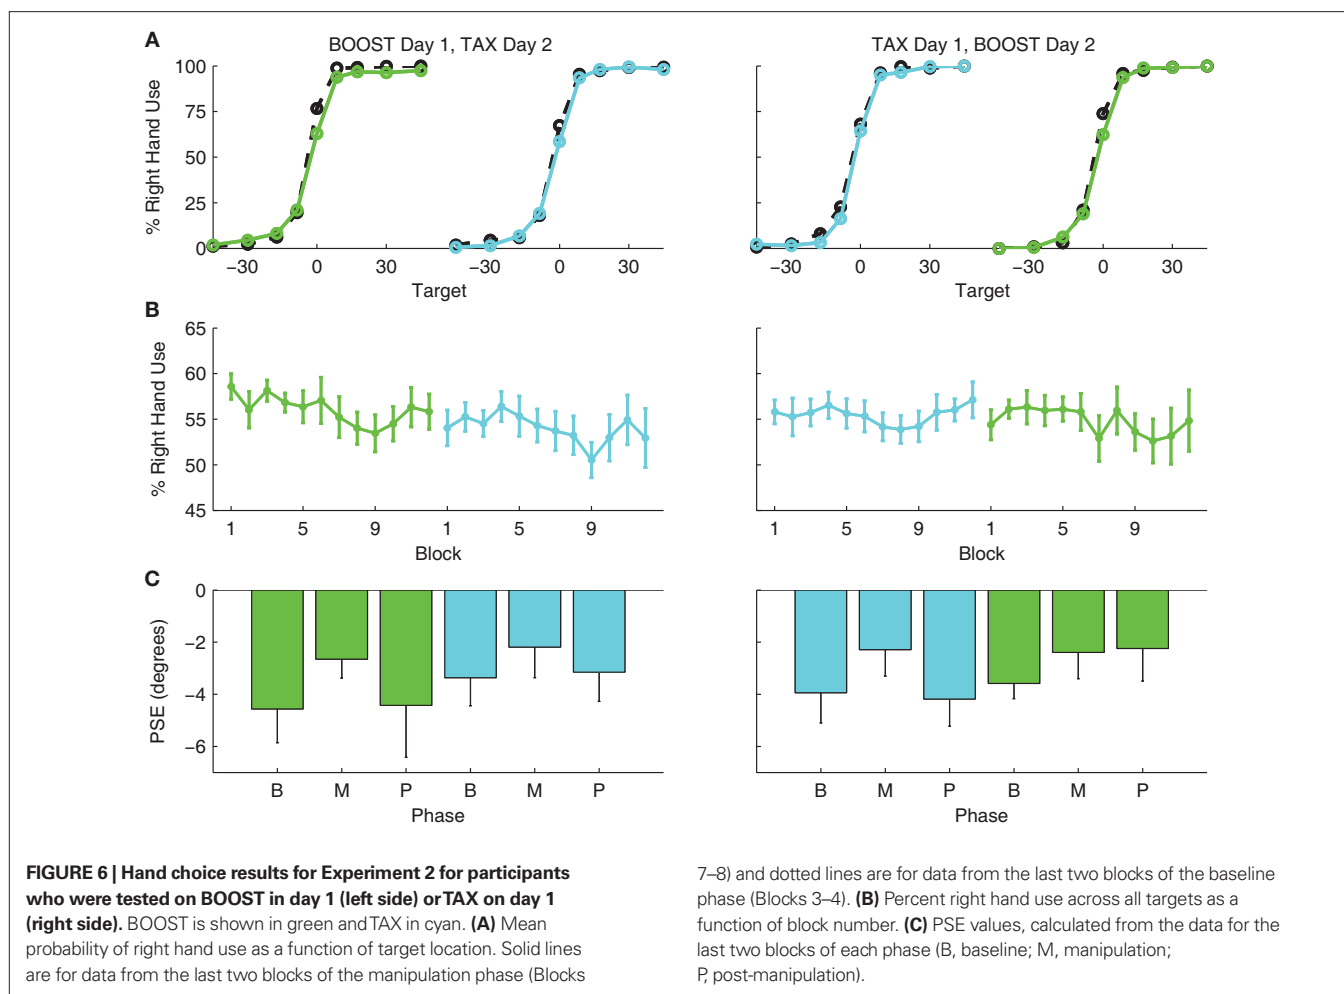 A
BOOST Day 1, TAX Day 2
TAX Day 1, BOOST Day 2
% Right Hand Use
100
75
50
25
0
−30 0 30 −30 0 30
Target Target
−30 0 30 −30 0 30
Target Target
B
% Right Hand Use
65
60
55
50
45
1 5 9 1 5 9
Block
1 5 9 1 5 9
Block
C
PSE (degrees)
0
−2
−4
−6
B M P B M P
Phase
B M P B M P
Phase
FIGURE 6 | Hand choice results for Experiment 2 for participants
who were tested on BOOST in day 1 (left side) or TAX on day 1
(right side). BOOST is shown in green and TAX in cyan. (A) Mean
probability of right hand use as a function of target location. Solid lines
are for data from the last two blocks of the manipulation phase (Blocks
7–8) and dotted lines are for data from the last two blocks of the baseline
phase (Blocks 3–4). (B) Percent right hand use across all targets as a
function of block number. (C) PSE values, calculated from the data for the
last two blocks of each phase (B, baseline; M, manipulation;
P, post-manipulation).